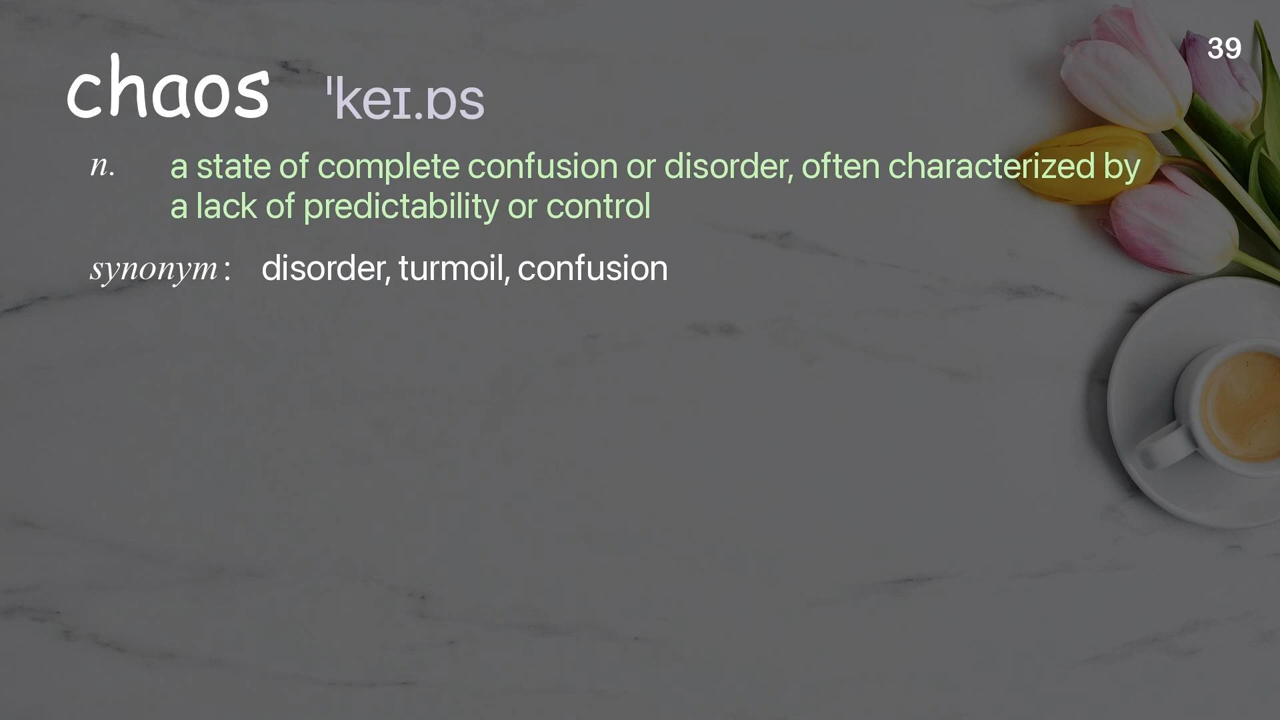 39
chaos ˈkeɪ.ɒs
n. a state of complete confusion or disorder, often characterized by
a lack of predictability or control
synonym: disorder, turmoil, confusion